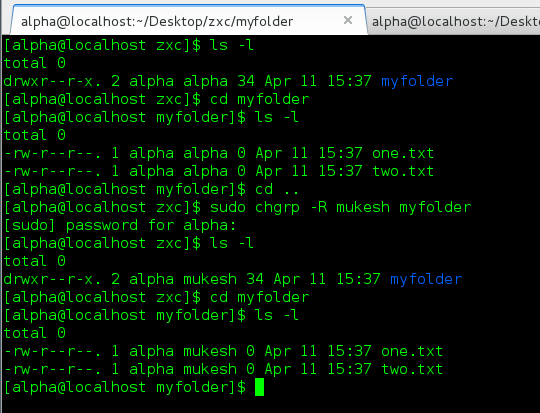 alpha@localhost:~/Desktop/zxc/myfolder × alpha@localhost:~/Deskto
[alpha@localhost zxc]$ ls -l
total 0
drwxr--r-x. 2 alpha alpha 34 Apr 11 15:37 myfolder
[alpha@localhost zxc]$ cd myfolder
[alpha@localhost myfolder]$ ls -l
total 0
-rw-r--r--. 1 alpha alpha 0 Apr 11 15:37 one.txt
-rw-r--r--. 1 alpha alpha 0 Apr 11 15:37 two.txt
[alpha@localhost myfolder]$ cd ..
[alpha@localhost zxc]$ sudo chgrp -R mukesh myfolder
[sudo] password for alpha:
[alpha@localhost zxc]$ ls -l
total 0
drwxr--r-x. 2 alpha mukesh 34 Apr 11 15:37 myfolder
[alpha@localhost zxc]$ cd myfolder
[alpha@localhost myfolder]$ ls -l
total 0
-rw-r--r--. 1 alpha mukesh 0 Apr 11 15:37 one.txt
-rw-r--r--. 1 alpha mukesh 0 Apr 11 15:37 two.txt
[alpha@localhost myfolder]$